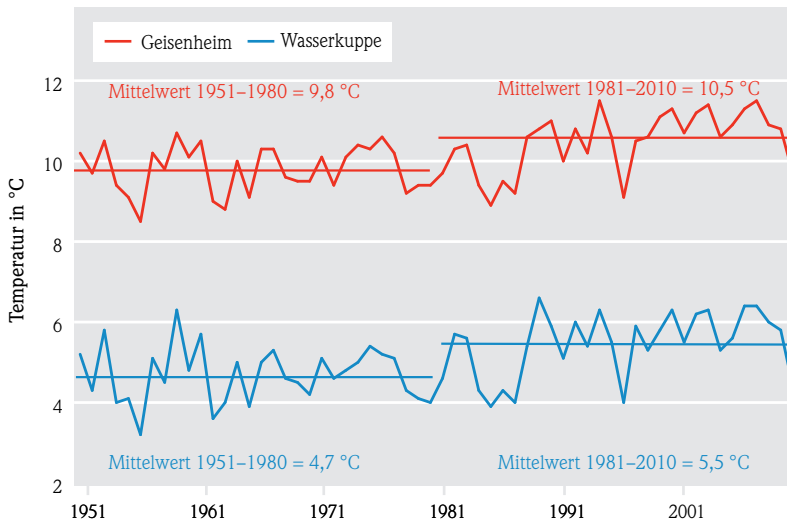 Geisenheim Wasserkuppe
Mittelwert 1951–1980 = 9,8 °C
Mittelwert 1981–2010 = 10,5 °C
Temperatur in °C
12
10
8
6
4
2
Mittelwert 1951–1980 = 4,7 °C
Mittelwert 1981–2010 = 5,5 °C
1951 1961 1971 1981 1991 2001